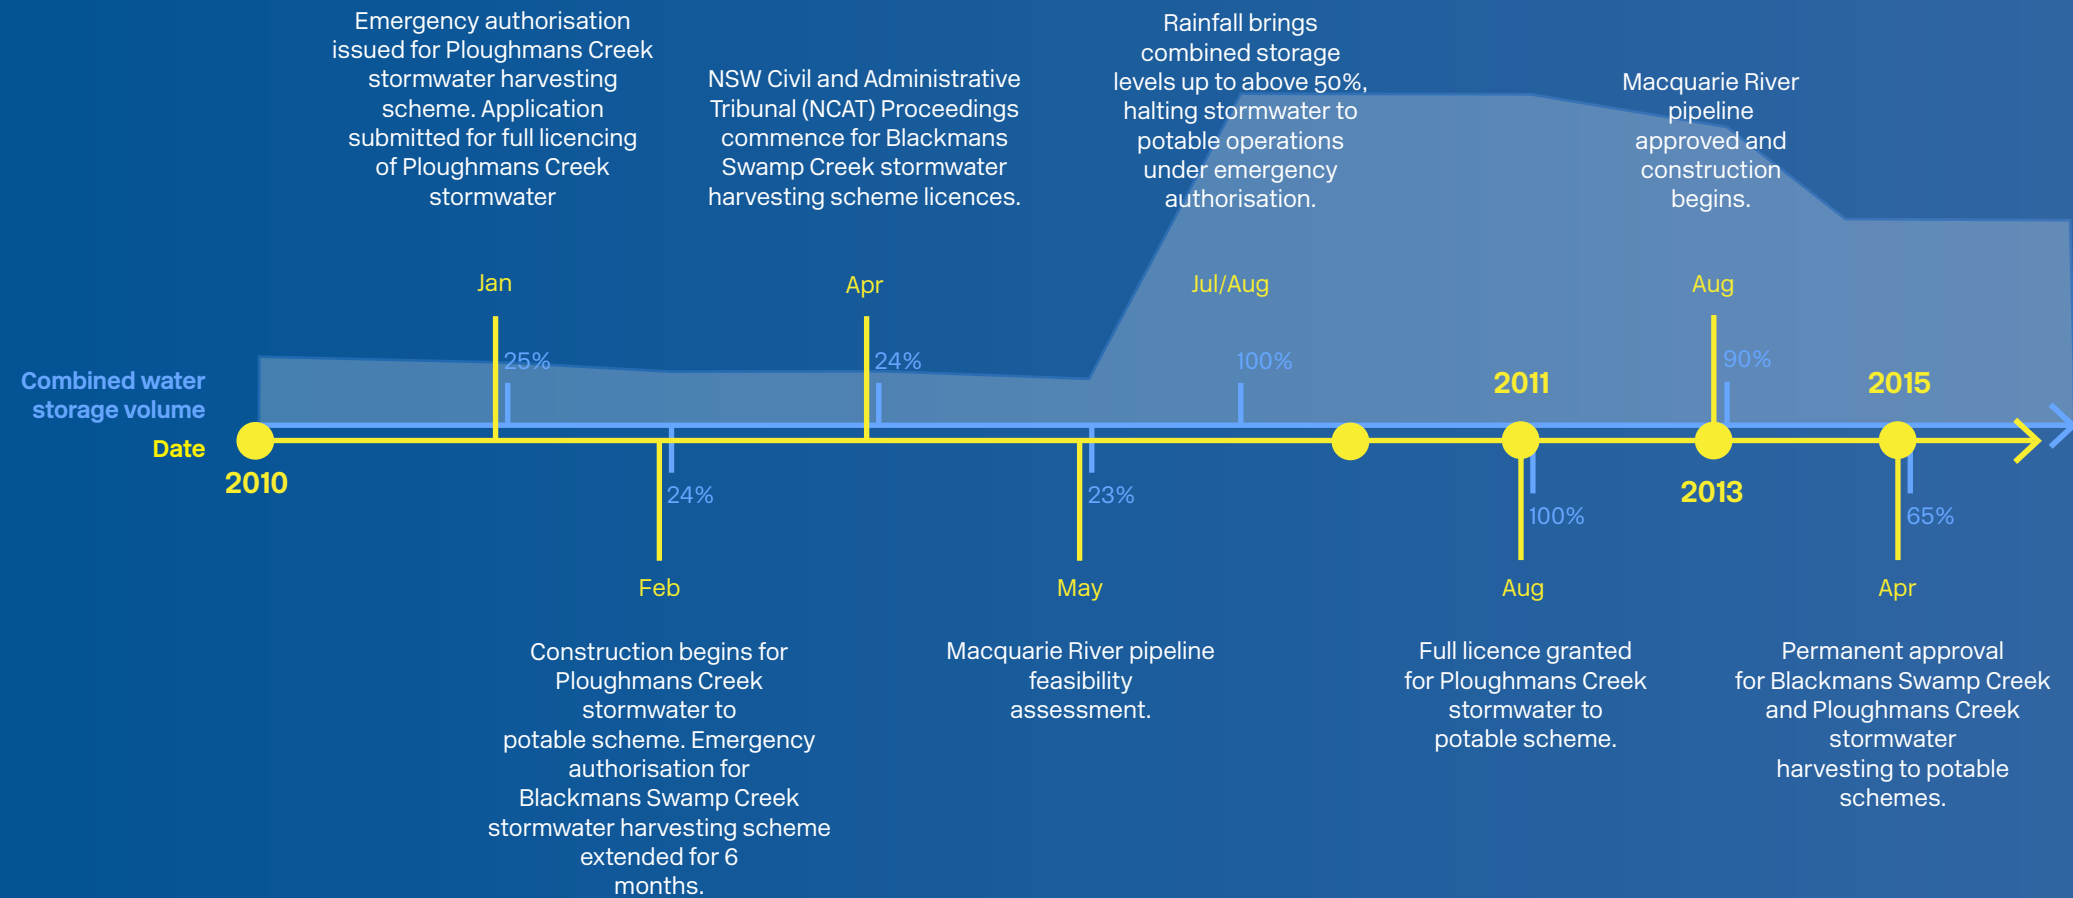 Emergency authorisation
issued for Ploughmans Creek
stormwater harvesting
scheme. Application
submitted for full licencing
of Ploughmans Creek
stormwater
NSW Civil and Administrative
Tribunal (NCAT) Proceedings
commence for Blackmans
Swamp Creek stormwater
harvesting scheme licences.
Rainfall brings
combined storage
levels up to above 50%,
halting stormwater to
potable operations
under emergency
authorisation.
Macquarie River
pipeline
approved and
construction
begins.
Jan
Apr
Jul/Aug
Aug
25%
24%
100%
90%
Combined water
storage volume
2011
2015
Date
2010
24%
23%
2013
100%
65%
Feb
May
Aug
Apr
Construction begins for
Ploughmans Creek
stormwater to
potable scheme. Emergency
authorisation for
Blackmans Swamp Creek
stormwater harvesting scheme
extended for 6
months.
Macquarie River pipeline
feasibility
assessment.
Full licence granted
for Ploughmans Creek
stormwater to
potable scheme.
Permanent approval
for Blackmans Swamp Creek
and Ploughmans Creek
stormwater
harvesting to potable
schemes.